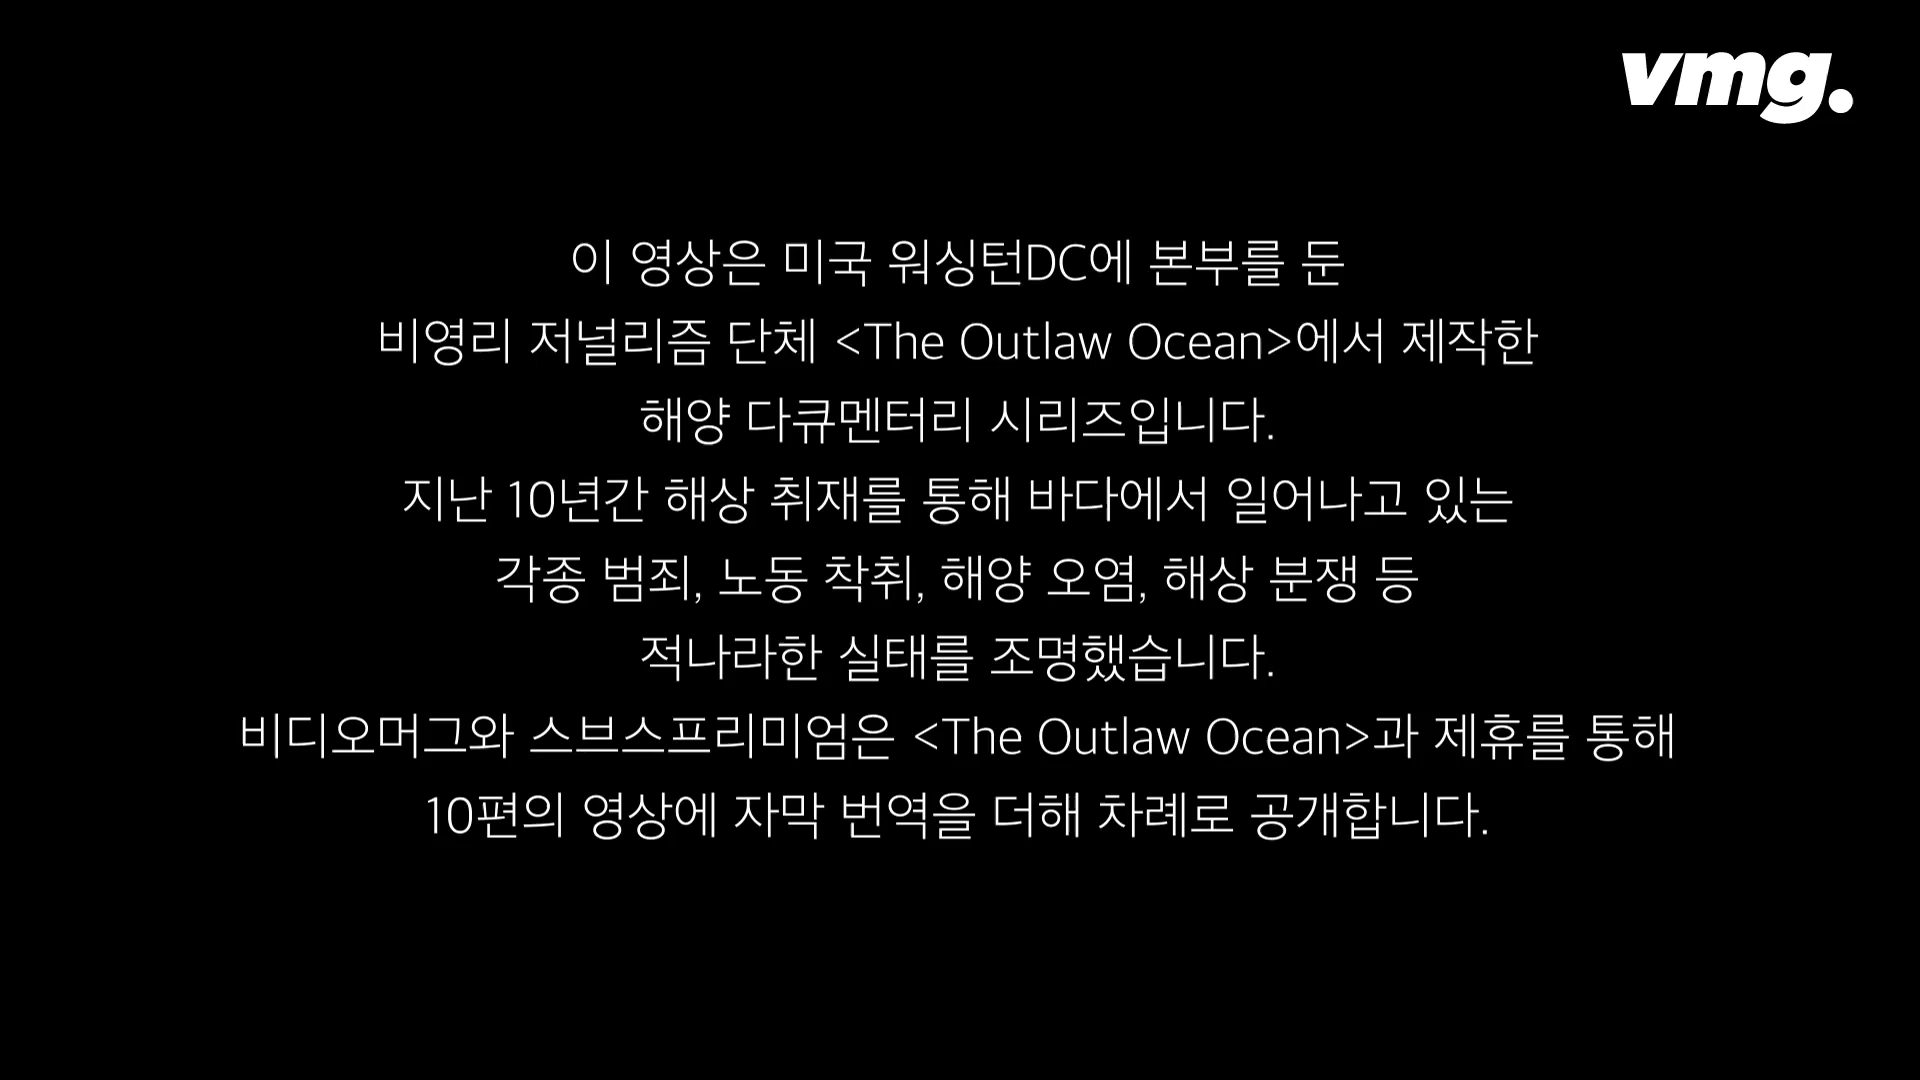 vmg.
이 영상은 미국 워싱턴DC에 본부를 둔
비영리 저널리즘 단체 <The Outlaw Ocean>에서 제작한
해양 다큐멘터리 시리즈입니다.
지난 10년간 해상 취재를 통해 바다에서 일어나고 있는
각종 범죄, 노동 착취, 해양 오염, 해상 분쟁 등
적나라한 실태를 조명했습니다.
비디오머그와 스브스프리미엄은 <The Outlaw Ocean>과 제휴를 통해
10편의 영상에 자막 번역을 더해 차례로 공개합니다.